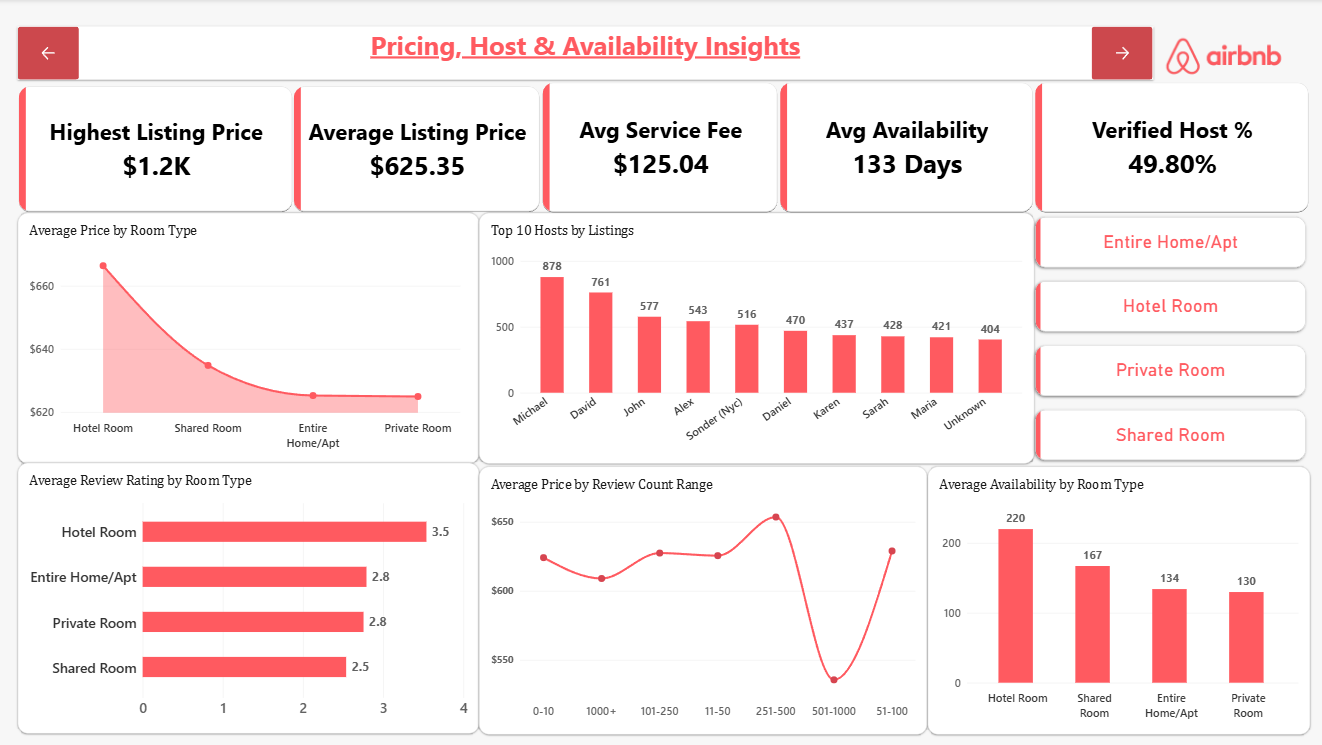 ←
Pricing, Host & Availability Insights
→
airbnb
Highest Listing Price
$1.2K
Average Listing Price
$625.35
Avg Service Fee
$125.04
Avg Availability
133 Days
Verified Host %
49.80%
Average Price by Room Type
$660
$640
$620
Hotel Room
Shared Room
Entire
Home/Apt
Private Room
Top 10 Hosts by Listings
1000
500
0
878
761
577
543
516
470
437
428
421
404
Michael
David
John
Alex
Sonder (Nyc)
Daniel
Karen
Sarah
Maria
Unknown
Entire Home/Apt
Hotel Room
Private Room
Shared Room
Average Review Rating by Room Type
Hotel Room
3.5
Entire Home/Apt
2.8
Private Room
2.8
Shared Room
2.5
0
1
2
3
4
Average Price by Review Count Range
$650
$600
$550
0-10
1000+
101-250
11-50
251-500
501-1000
51-100
Average Availability by Room Type
200
100
0
220
167
134
130
Hotel Room
Shared
Room
Entire
Home/Apt
Private
Room